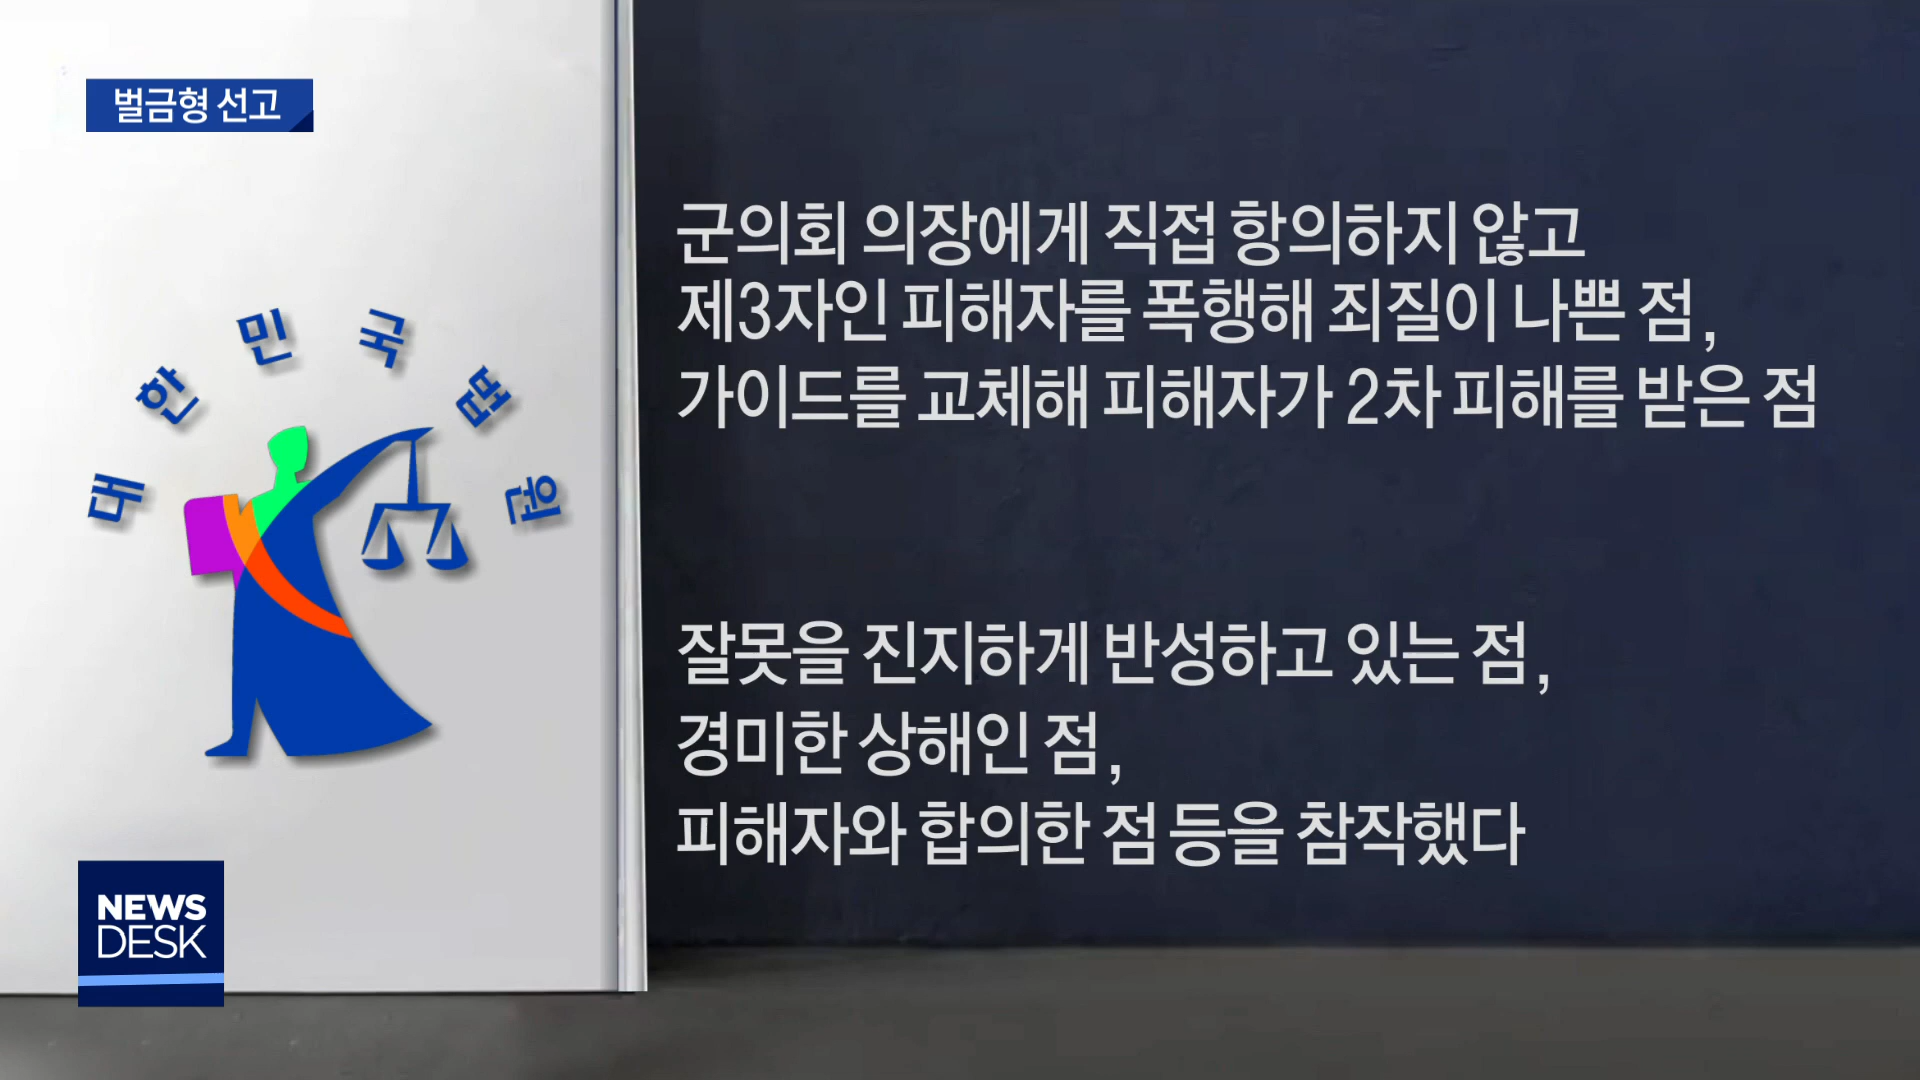 벌금형 선고
대한민국법원
군의회 의장에게 직접 항의하지 않고
제3자인 피해자를 폭행해 죄질이 나쁜 점,
가이드를 교체해 피해자가 2차 피해를 받은 점
잘못을 진지하게 반성하고 있는 점,
경미한 상해인 점,
피해자와 합의한 점 등을 참작했다
NEWS
DESK